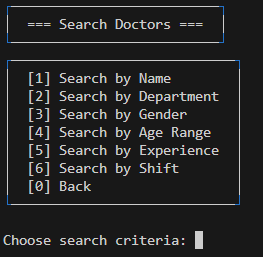 === Search Doctors ===
[1] Search by Name
[2] Search by Department
[3] Search by Gender
[4] Search by Age Range
[5] Search by Experience
[6] Search by Shift
[0] Back
Choose search criteria: